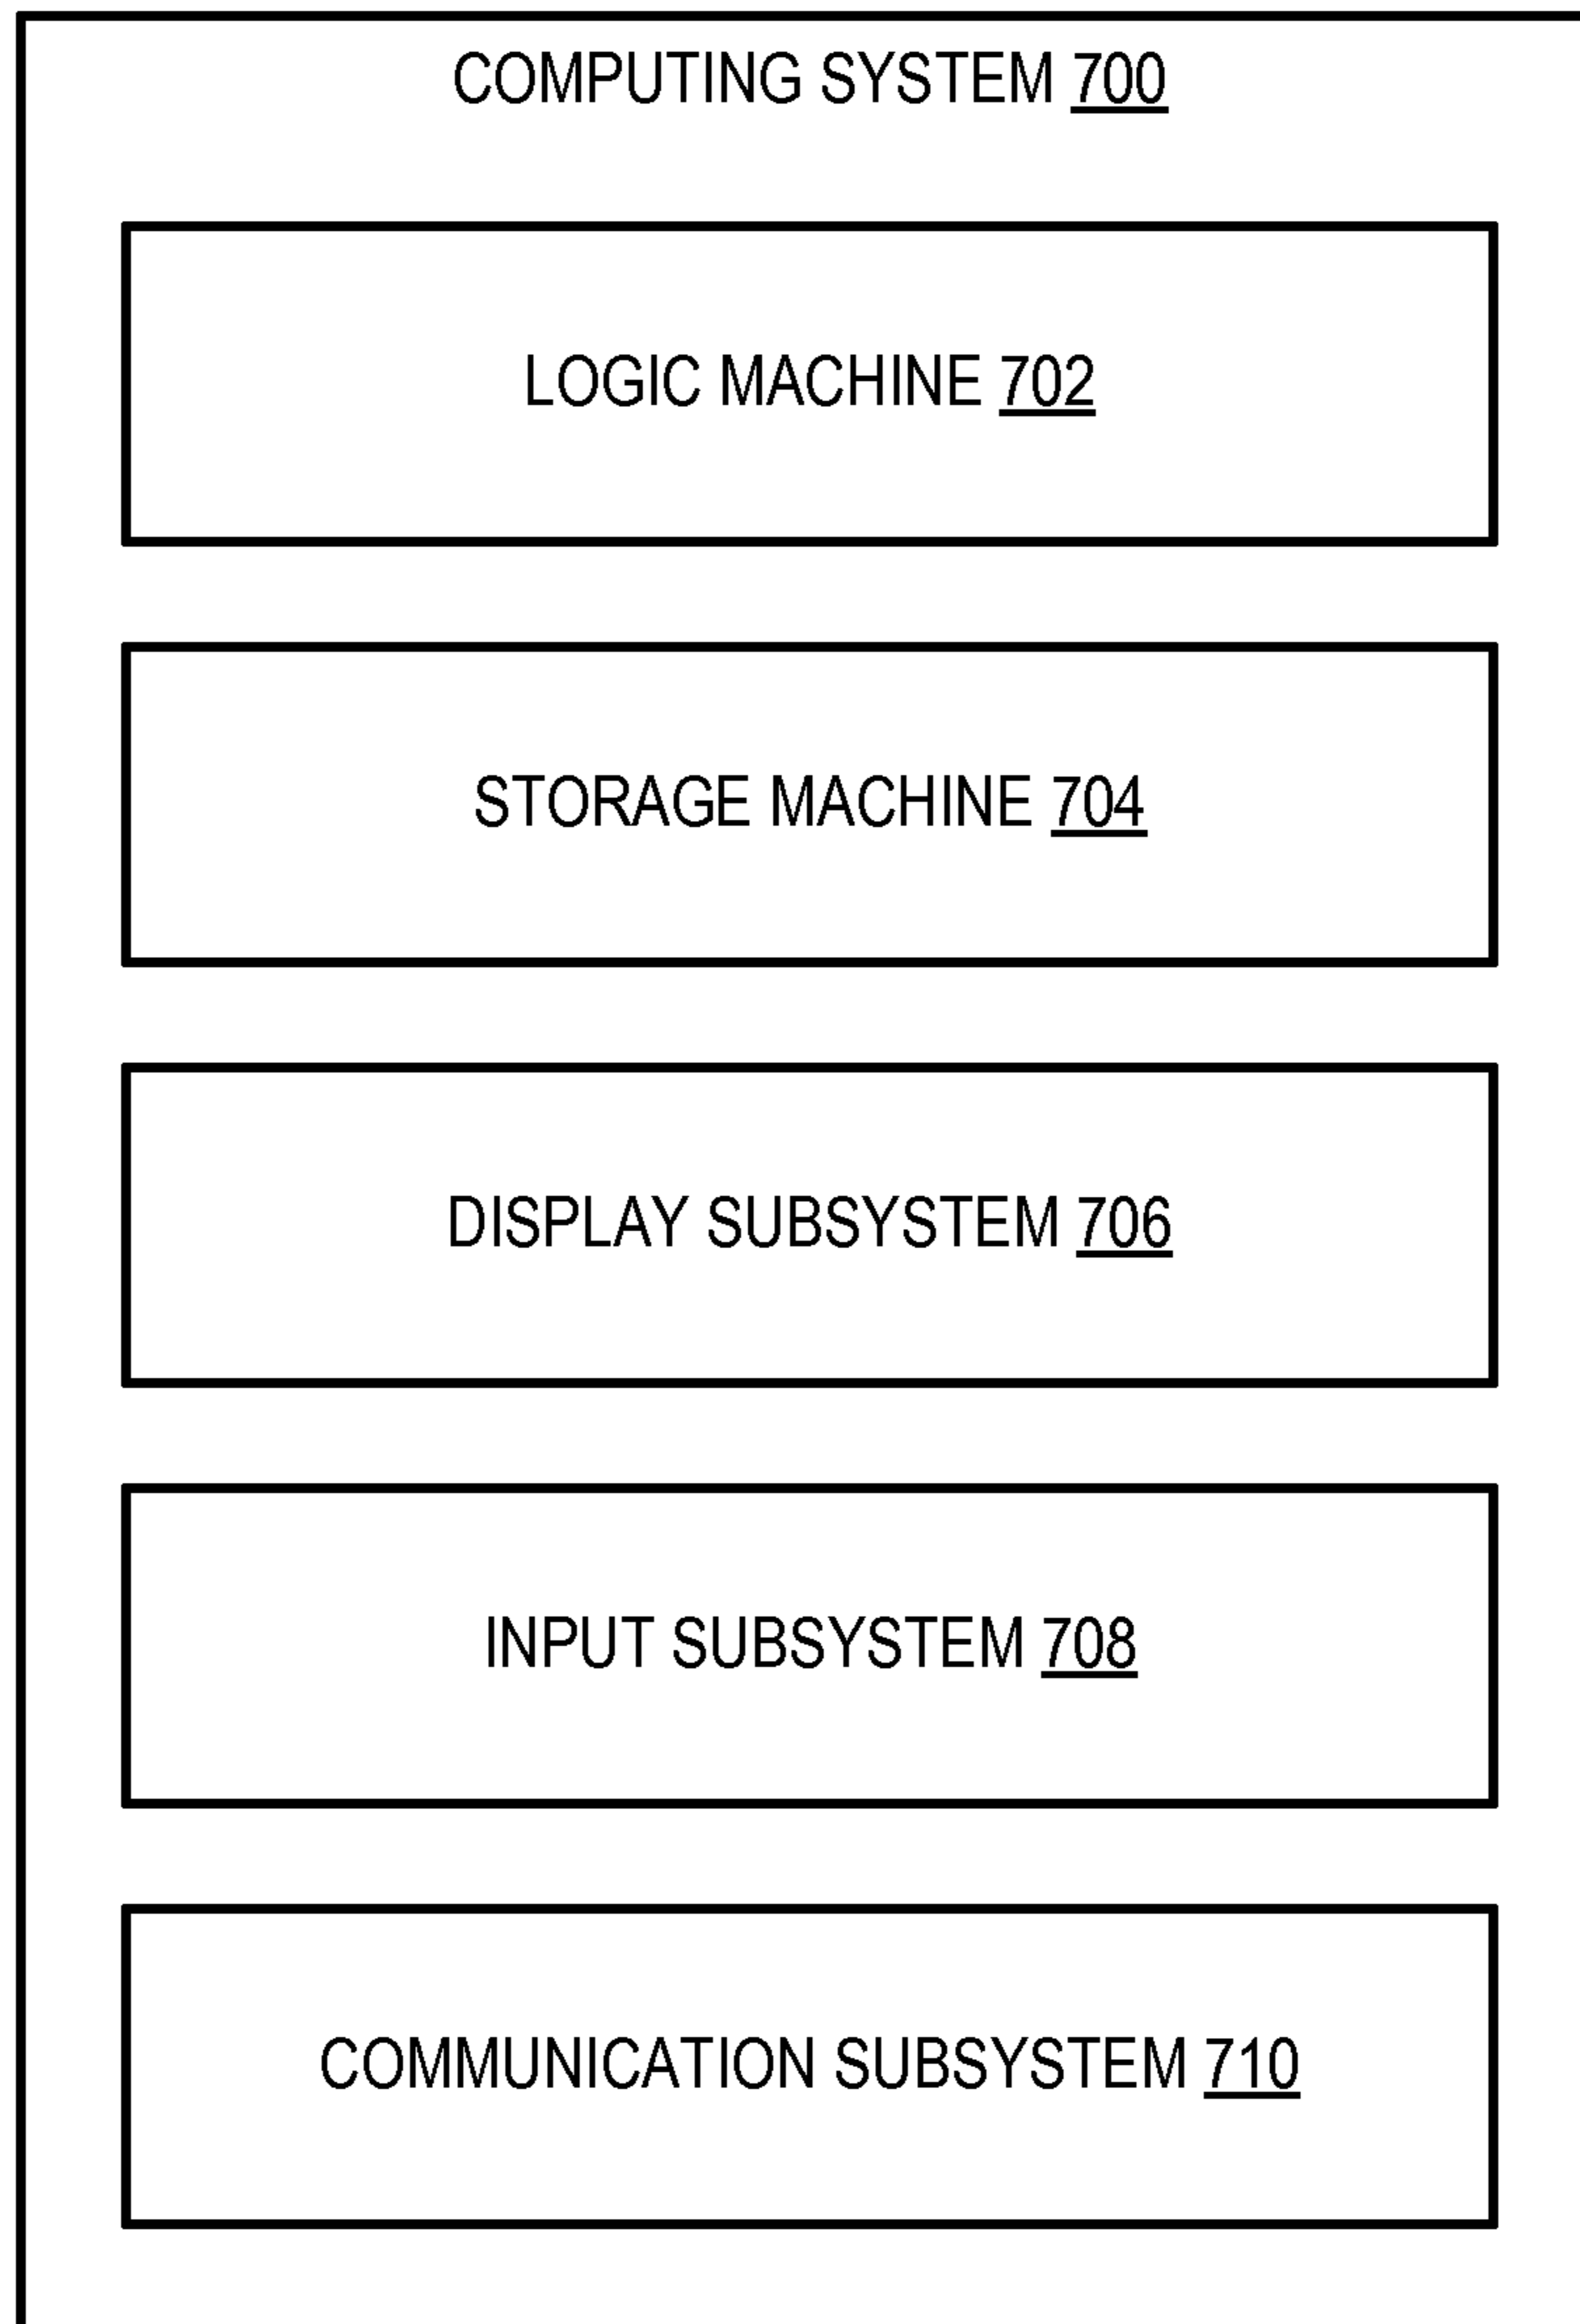 COMPUTING SYSTEM 700
LOGIC MACHINE 702
STORAGE MACHINE 704
DISPLAY SUBSYSTEM 706
INPUT SUBSYSTEM 708
COMMUNICATION SUBSYSTEM 710